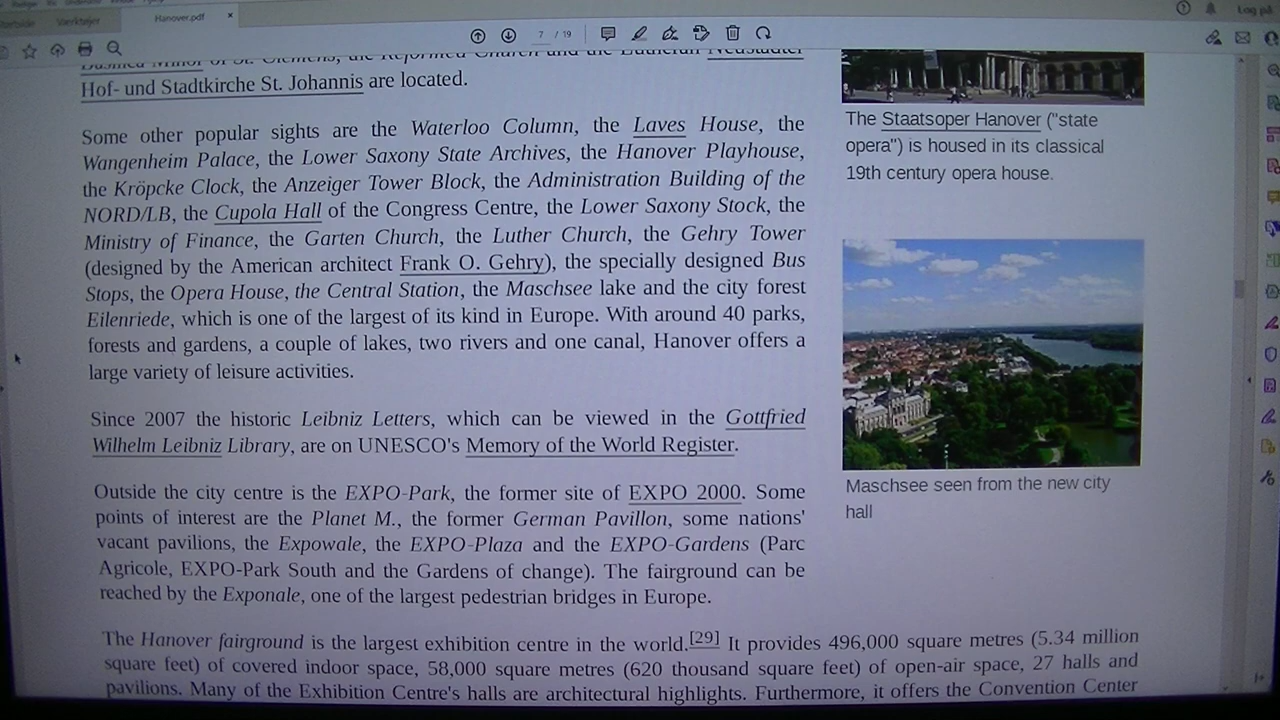 Værktøjer
Hanover.pdf
×
Log på
7 / 19
Hof- und Stadtkirche St. Johannis are located.
Some other popular sights are the Waterloo Column, the Laves House, the
Wangenheim Palace, the Lower Saxony State Archives, the Hanover Playhouse,
the Kröpcke Clock, the Anzeiger Tower Block, the Administration Building of the
NORD/LB, the Cupola Hall of the Congress Centre, the Lower Saxony Stock, the
Ministry of Finance, the Garten Church, the Luther Church, the Gehry Tower
(designed by the American architect Frank O. Gehry), the specially designed Bus
Stops, the Opera House, the Central Station, the Maschsee lake and the city forest
Eilenriede, which is one of the largest of its kind in Europe. With around 40 parks,
forests and gardens, a couple of lakes, two rivers and one canal, Hanover offers a
large variety of leisure activities.
Since 2007 the historic Leibniz Letters, which can be viewed in the Gottfried
Wilhelm Leibniz Library, are on UNESCO's Memory of the World Register.
Outside the city centre is the EXPO-Park, the former site of EXPO 2000. Some
points of interest are the Planet M., the former German Pavillon, some nations'
vacant pavilions, the Expowale, the EXPO-Plaza and the EXPO-Gardens (Parc
Agricole, EXPO-Park South and the Gardens of change). The fairground can be
reached by the Exponale, one of the largest pedestrian bridges in Europe.
The Hanover fairground is the largest exhibition centre in the world.[29] It provides 496,000 square metres (5.34 million
square feet) of covered indoor space, 58,000 square metres (620 thousand square feet) of open-air space, 27 halls and
pavilions. Many of the Exhibition Centre's halls are architectural highlights. Furthermore, it offers the Convention Center
The Staatsoper Hanover ("state
opera") is housed in its classical
19th century opera house.
Maschsee seen from the new city
hall